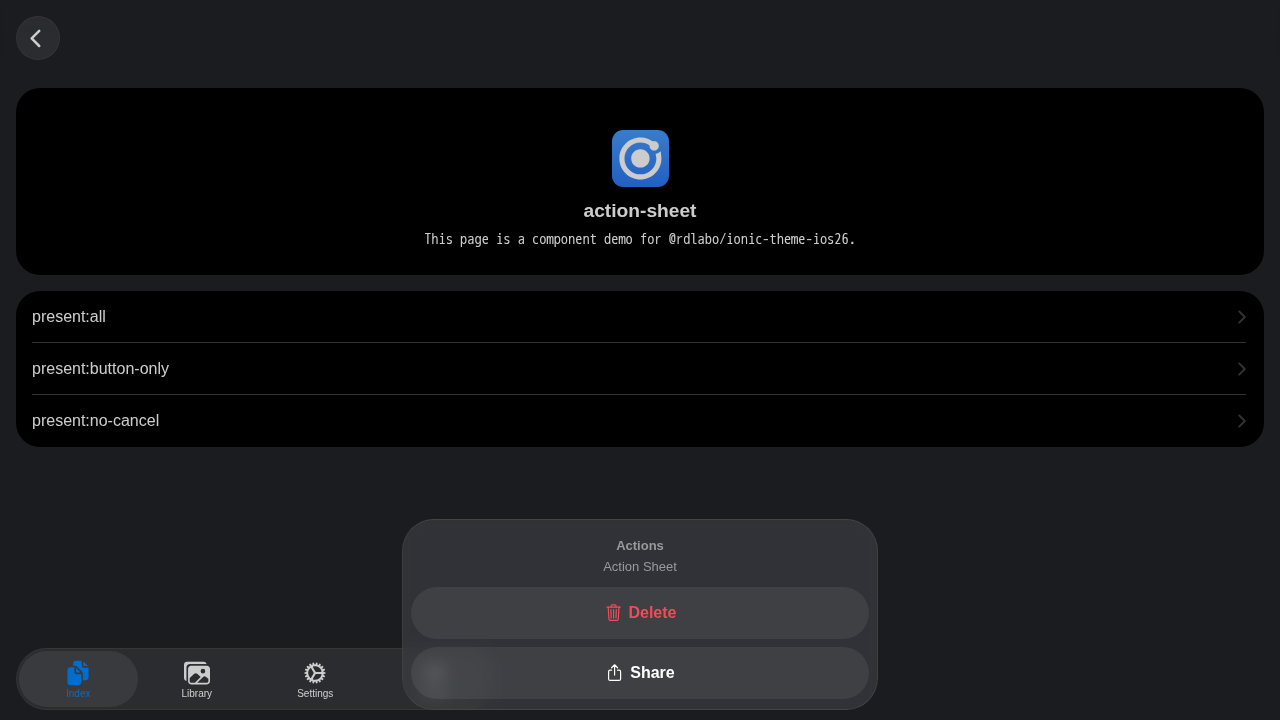 action-sheet
This page is a component demo for @rdlabo/ionic-theme-ios26.
present:all
present:button-only
present:no-cancel
Actions
Action Sheet
Delete
Share
Index
Library
Settings